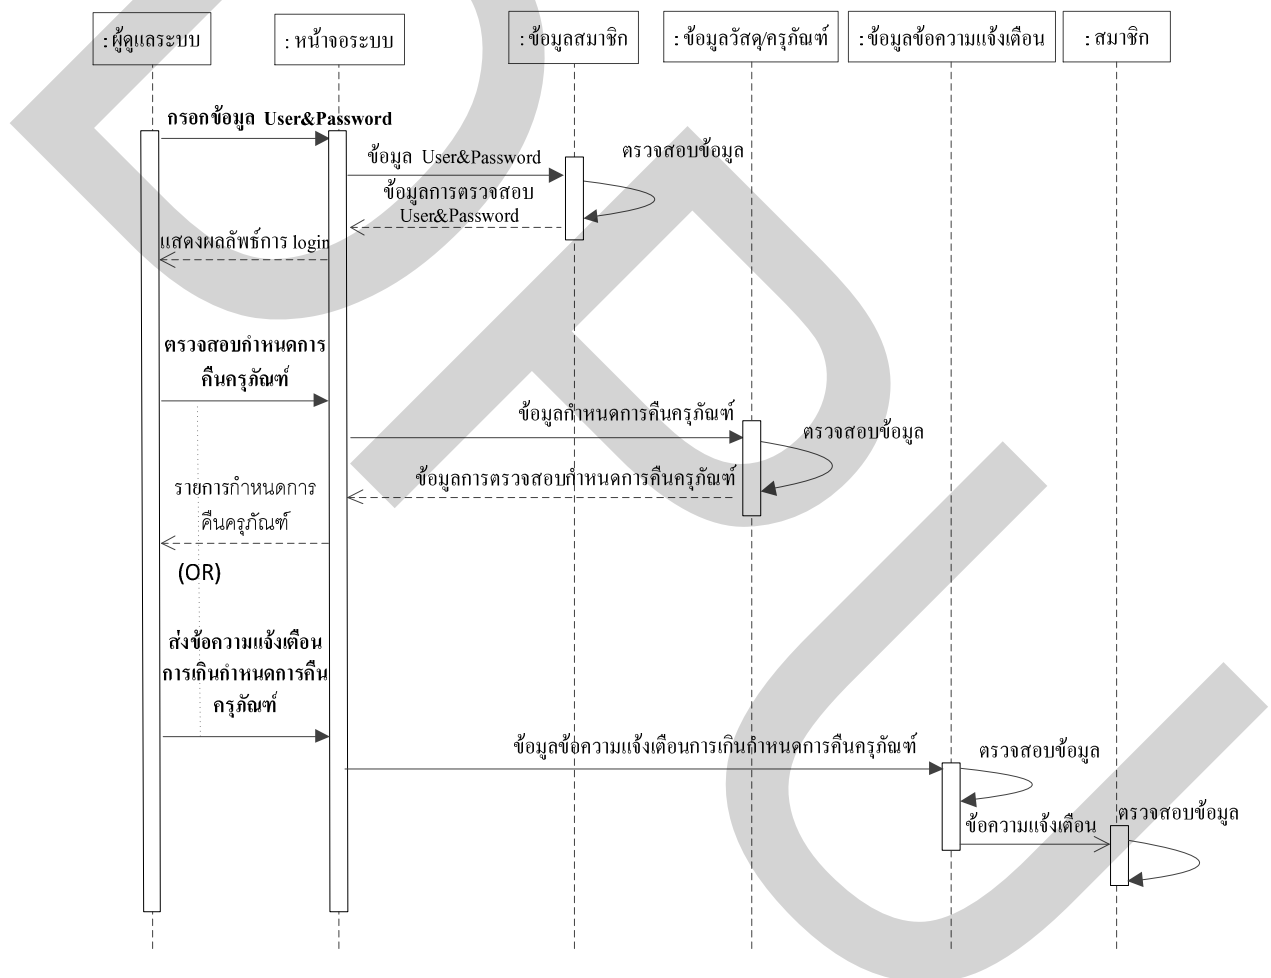 : ผู้ดูแลระบบ
: หน้าจอระบบ
: ข้อมูลสมาชิก
: ข้อมูลวัสดุ/ครุภัณฑ์
: ข้อมูลข้อความแจ้งเตือน
: สมาชิก
กรอกข้อมูล User&Password
ข้อมูล User&Password
ตรวจสอบข้อมูล
ข้อมูลการตรวจสอบ
User&Password
แสดงผลลัพธ์การ login
ตรวจสอบกำหนดการ
คืนครุภัณฑ์
ข้อมูลกำหนดการคืนครุภัณฑ์
ตรวจสอบข้อมูล
ข้อมูลการตรวจสอบกำหนดการคืนครุภัณฑ์
รายการกำหนดการ
คืนครุภัณฑ์
(OR)
ส่งข้อความแจ้งเตือน
การเกินกำหนดการคืน
ครุภัณฑ์
ข้อมูลข้อความแจ้งเตือนการเกินกำหนดการคืนครุภัณฑ์
ตรวจสอบข้อมูล
ข้อความแจ้งเตือน
ตรวจสอบข้อมูล
DPU